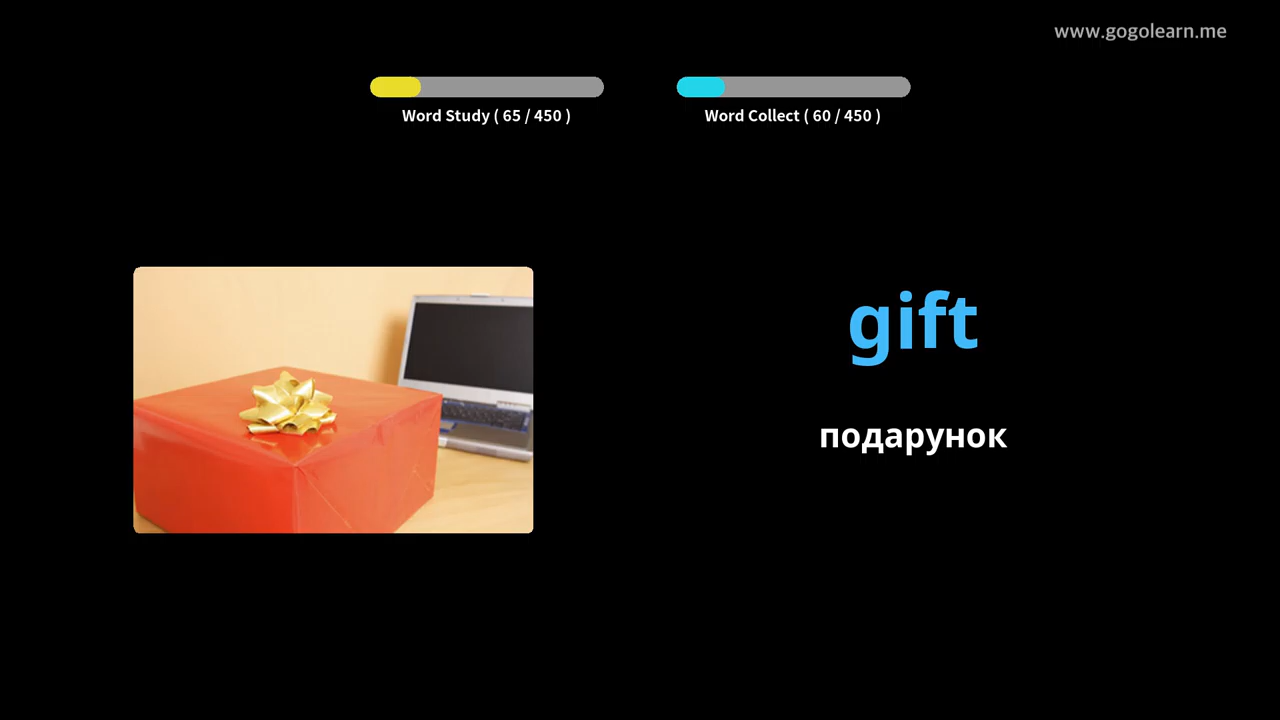 www.gogolearn.me
Word Study ( 65 / 450 )
Word Collect ( 60 / 450 )
gift
подарунок